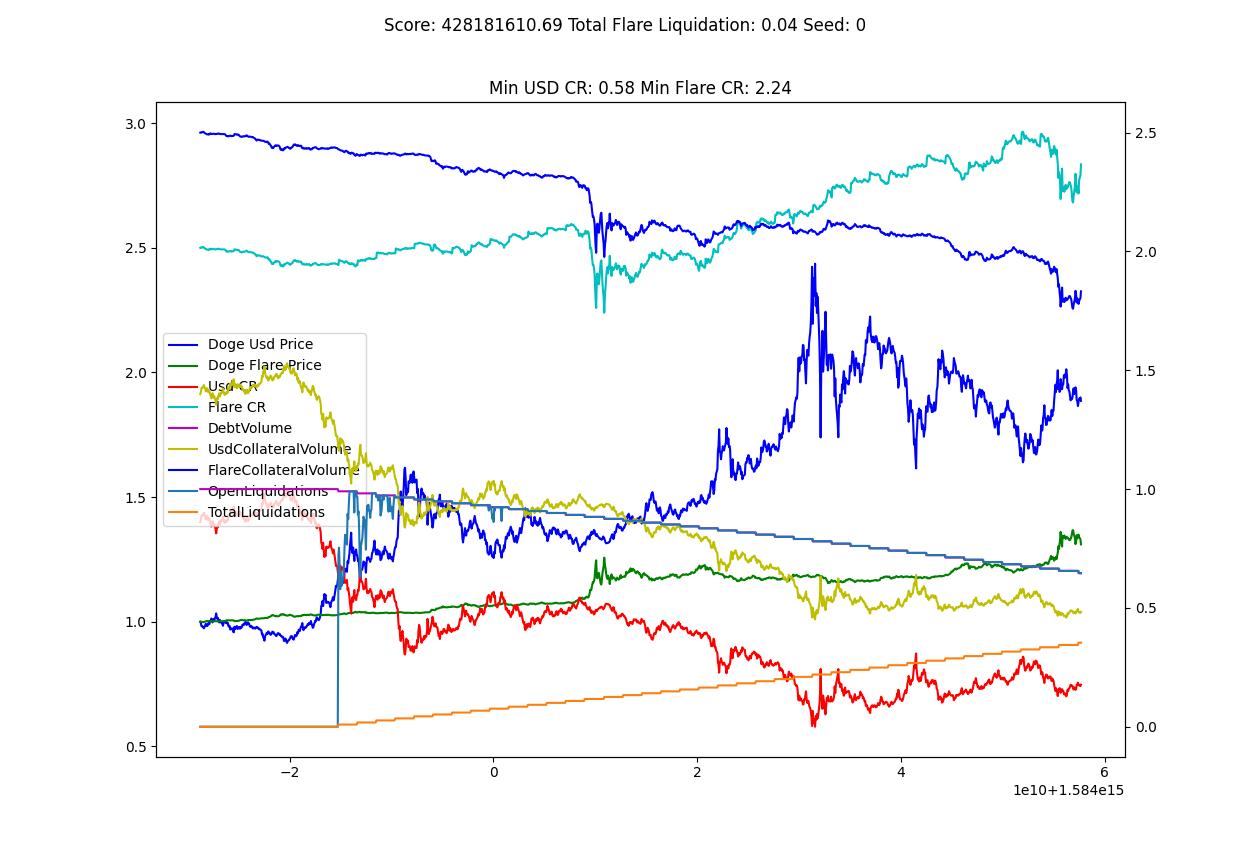 Score: 428181610.69 Total Flare Liquidation: 0.04 Seed: 0
Min USD CR: 0.58 Min Flare CR: 2.24
3.0
2.5
2.0
1.5
1.0
0.5
Doge Usd Price
Doge Flare Price
Usd CR
Flare CR
DebtVolume
UsdCollateralVolume
FlareCollateralVolume
OpenLiquidations
TotalLiquidations
2.5
2.0
1.5
1.0
0.5
0.0
−2 0 2 4 6
1e10+1.584e15